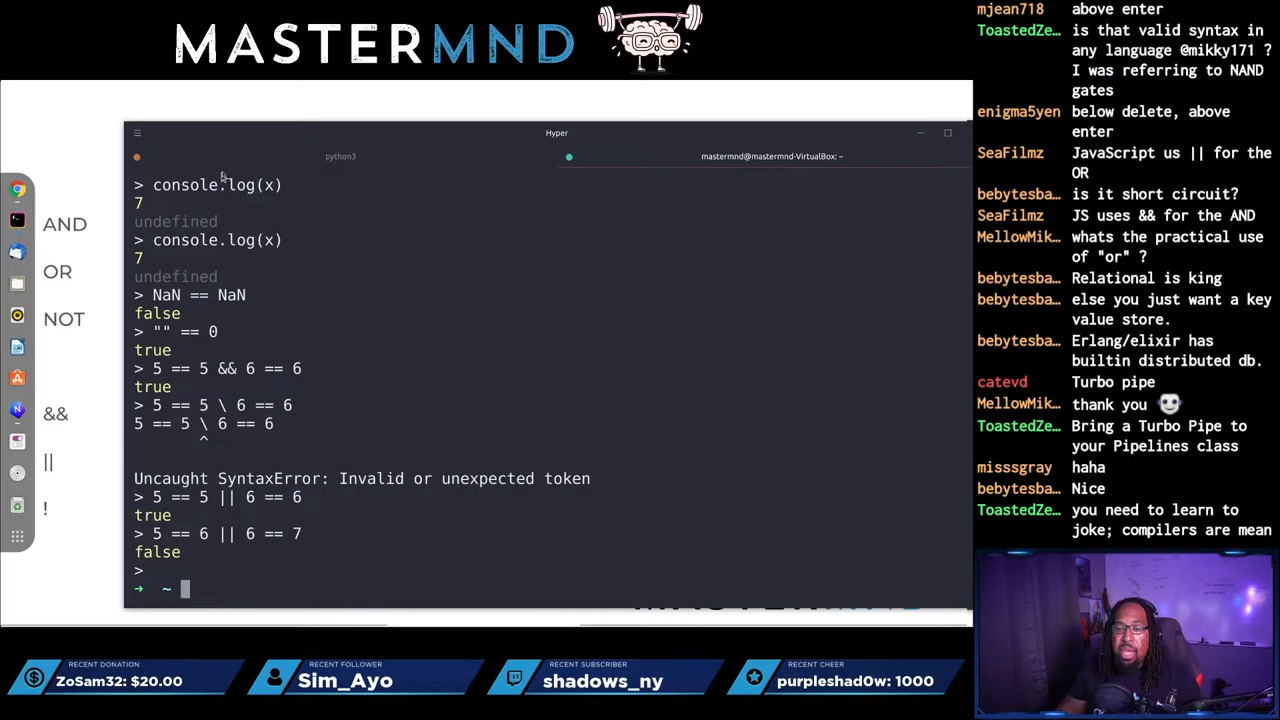 MASTERMND
Hyper
python3
mastermnd@mastermnd-VirtualBox: ~
> console.log(x)
7
undefined
> console.log(x)
7
undefined
> NaN == NaN
false
> "" == 0
true
> 5 == 5 && 6 == 6
true
> 5 == 5 \ 6 == 6
5 == 5 \ 6 == 6
^
Uncaught SyntaxError: Invalid or unexpected token
> 5 == 5 || 6 == 6
true
> 5 == 6 || 6 == 7
false
>
→ ~
AND
OR
NOT
&&
||
!
mjean718 above enter
ToastedZe… is that valid syntax in
any language @mikky171 ?
I was referring to NAND
gates
enigma5yen below delete, above
enter
SeaFilmz JavaScript us || for the
OR
bebytesba… is it short circuit?
SeaFilmz JS uses && for the AND
MellowMik… whats the practical use
of "or" ?
bebytesba… Relational is king
bebytesba… else you just want a key
value store.
bebytesba… Erlang/elixir has
builtin distributed db.
catevd Turbo pipe
MellowMik… thank you
ToastedZe… Bring a Turbo Pipe to
your Pipelines class
misssgray haha
bebytesba… Nice
ToastedZe… you need to learn to
joke; compilers are mean
RECENT DONATION
ZoSam32: $20.00
RECENT FOLLOWER
Sim_Ayo
RECENT SUBSCRIBER
shadows_ny
RECENT CHEER
purpleshad0w: 1000